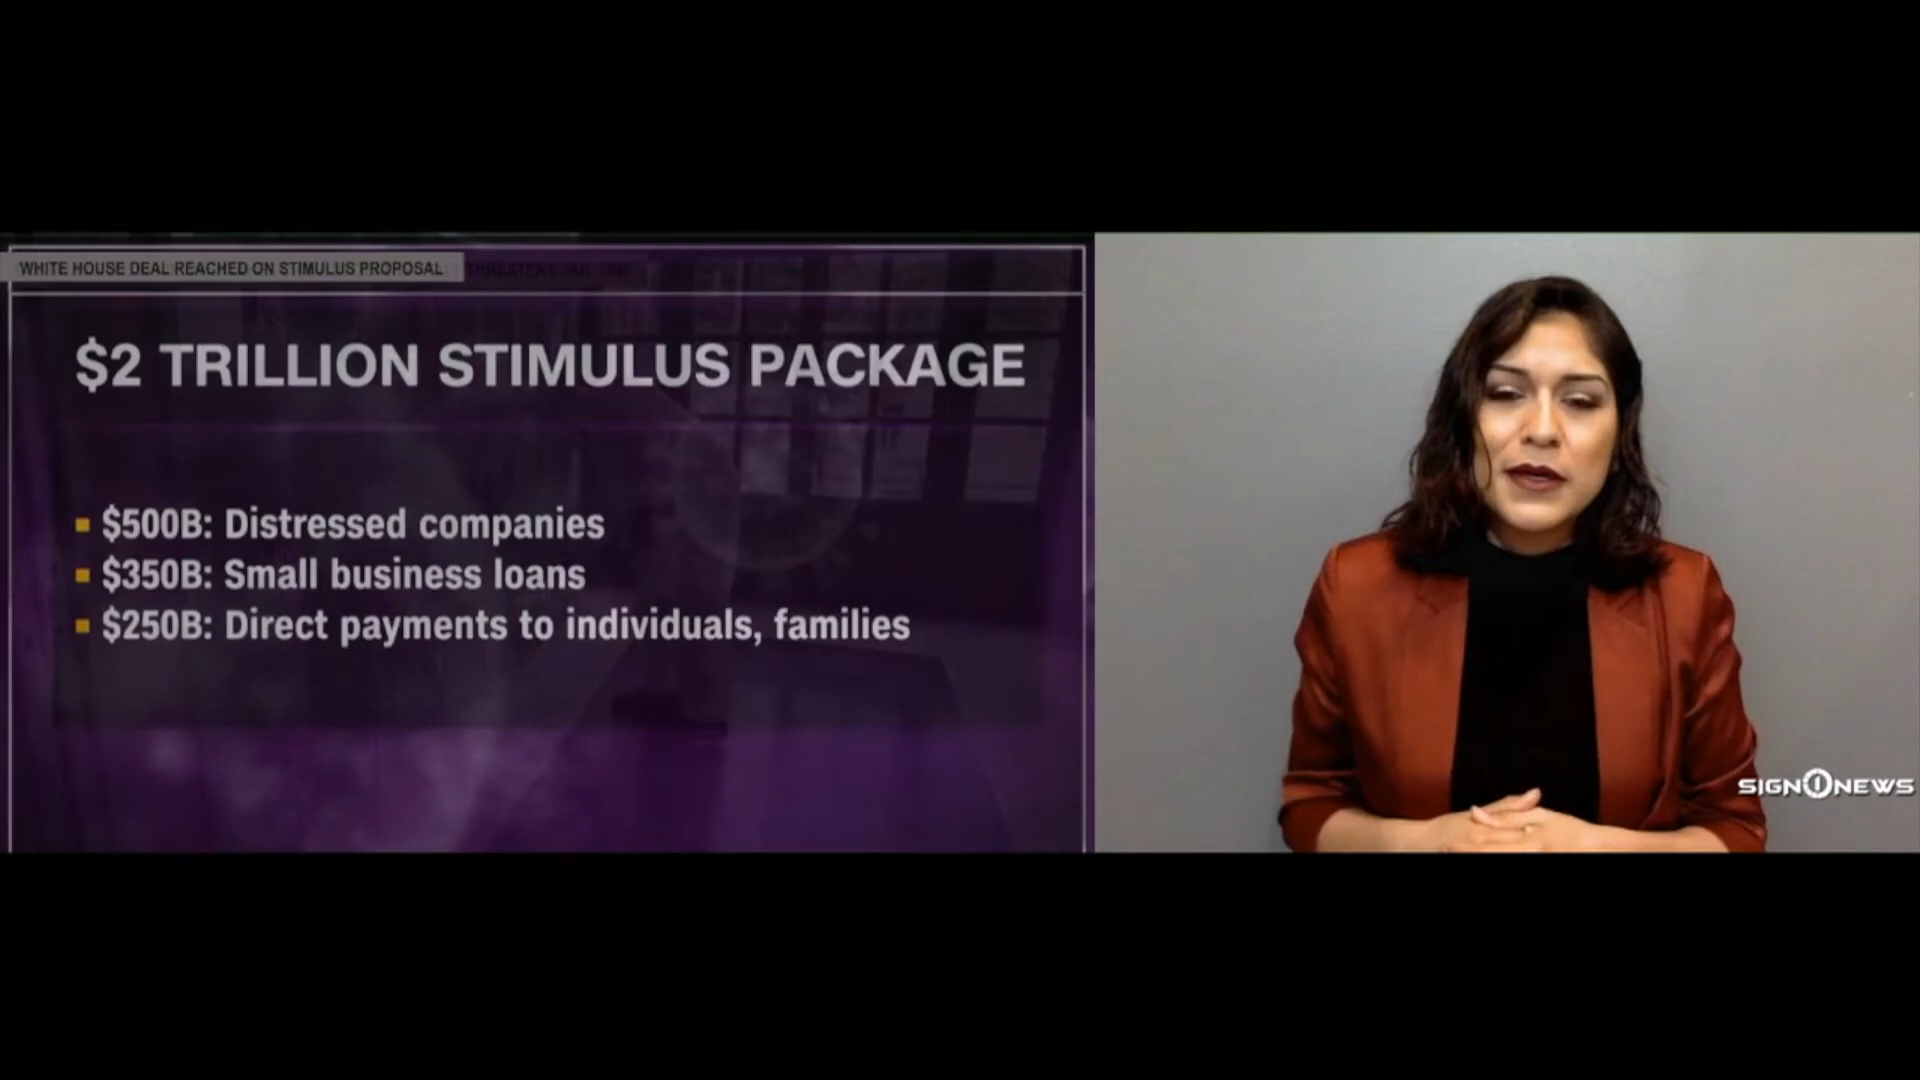 WHITE HOUSE DEAL REACHED ON STIMULUS PROPOSAL
$2 TRILLION STIMULUS PACKAGE
$500B: Distressed companies
$350B: Small business loans
$250B: Direct payments to individuals, families
SIGN1NEWS